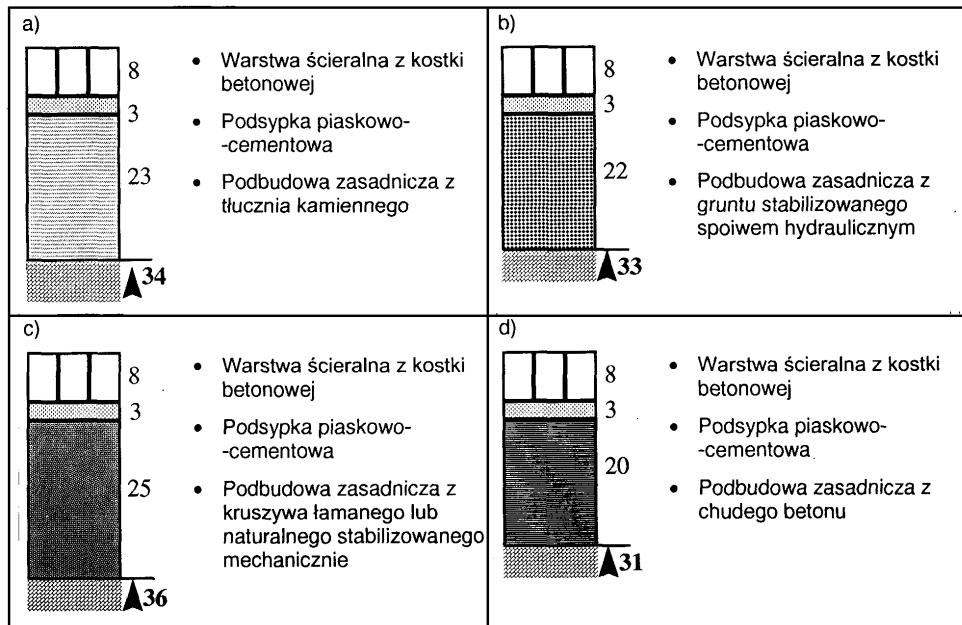 a)
8
3
23
34
• Warstwa ścieralna z kostki
betonowej
• Podsypka piaskowo-
-cementowa
• Podbudowa zasadnicza z
tłucznia kamiennego
b)
8
3
22
33
• Warstwa ścieralna z kostki
betonowej
• Podsypka piaskowo-
-cementowa
• Podbudowa zasadnicza z
gruntu stabilizowanego
spoiwem hydraulicznym
c)
8
3
25
36
• Warstwa ścieralna z kostki
betonowej
• Podsypka piaskowo-
-cementowa
• Podbudowa zasadnicza z
kruszywa łamanego lub
naturalnego stabilizowanego
mechanicznie
d)
8
3
20
31
• Warstwa ścieralna z kostki
betonowej
• Podsypka piaskowo-
-cementowa
• Podbudowa zasadnicza z
chudego betonu